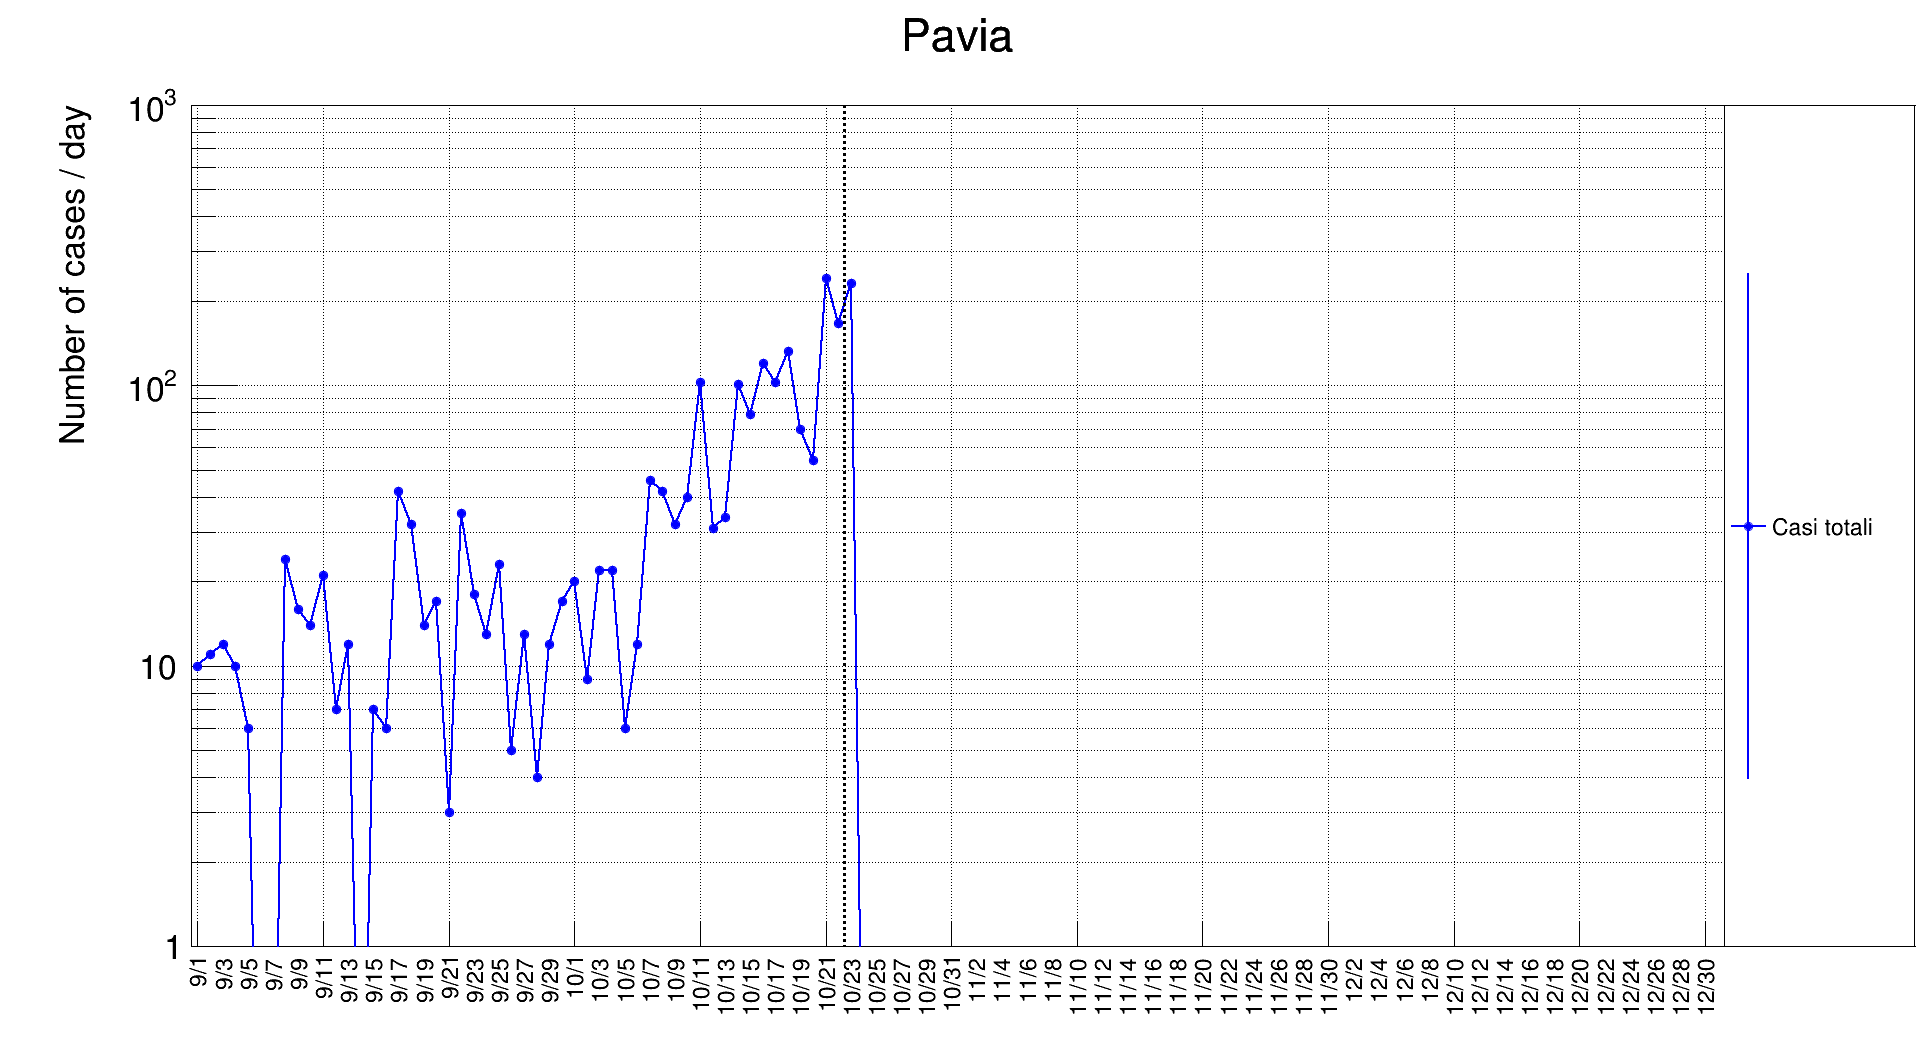 Pavia
Number of cases / day
10³
10²
10
1
9/1 9/3 9/5 9/7 9/9 9/11 9/13 9/15 9/17 9/19 9/21 9/23 9/25 9/27 9/29 10/1 10/3 10/5 10/7 10/9 10/11 10/13 10/15 10/17 10/19 10/21 10/23 10/25 10/27 10/29 10/31 11/2 11/4 11/6 11/8 11/10 11/12 11/14 11/16 11/18 11/20 11/22 11/24 11/26 11/28 11/30 12/2 12/4 12/6 12/8 12/10 12/12 12/14 12/16 12/18 12/20 12/22 12/24 12/26 12/28 12/30
Casi totali